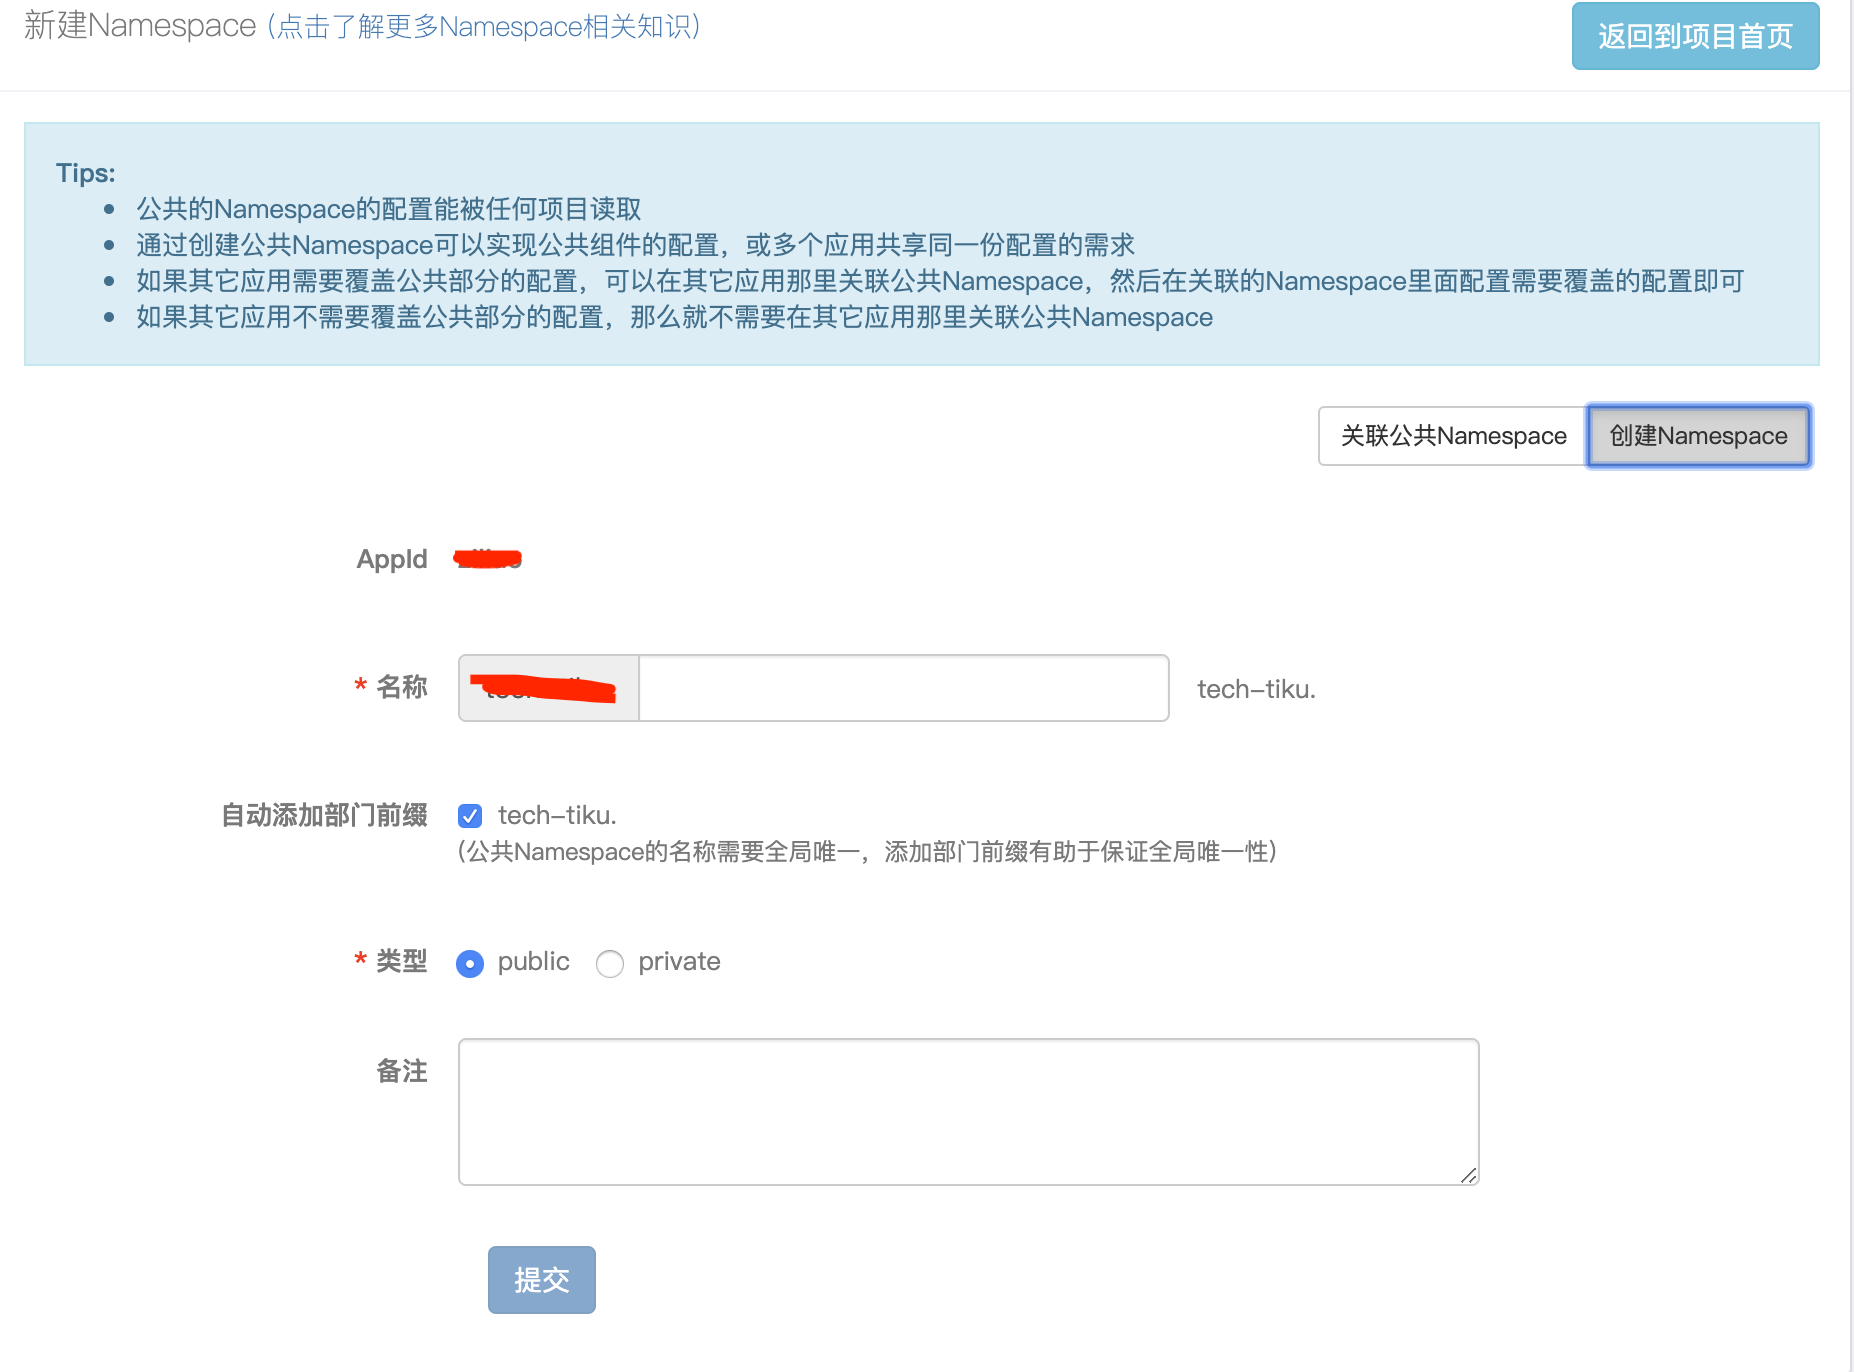 新建Namespace (点击了解更多Namespace相关知识)
返回到项目首页
Tips:
公共的Namespace的配置能被任何项目读取
通过创建公共Namespace可以实现公共组件的配置，或多个应用共享同一份配置的需求
如果其它应用需要覆盖公共部分的配置，可以在其它应用那里关联公共Namespace，然后在关联的Namespace里面配置需要覆盖的配置即可
如果其它应用不需要覆盖公共部分的配置，那么就不需要在其它应用那里关联公共Namespace
关联公共Namespace 创建Namespace
AppId
* 名称 tech-tiku.
自动添加部门前缀 tech-tiku.
(公共Namespace的名称需要全局唯一，添加部门前缀有助于保证全局唯一性)
* 类型 public private
备注
提交